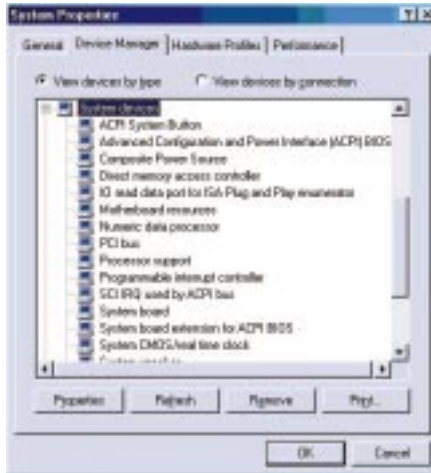 System Properties
General Device Manager Hardware Profiles Performance
View devices by type View devices by connection
System devices
ACPI System Button
Advanced Configuration and Power Interface (ACPI) BIOS
Composite Power Source
Direct memory access controller
IO read data port for ISA Plug and Play enumerator
Motherboard resources
Numeric data processor
PCI bus
Processor support
Programmable interrupt controller
SCI IRQ used by ACPI bus
System board
System board extension for ACPI BIOS
System CMOS/real time clock
System speaker
Properties Refresh Remove Print...
OK Cancel